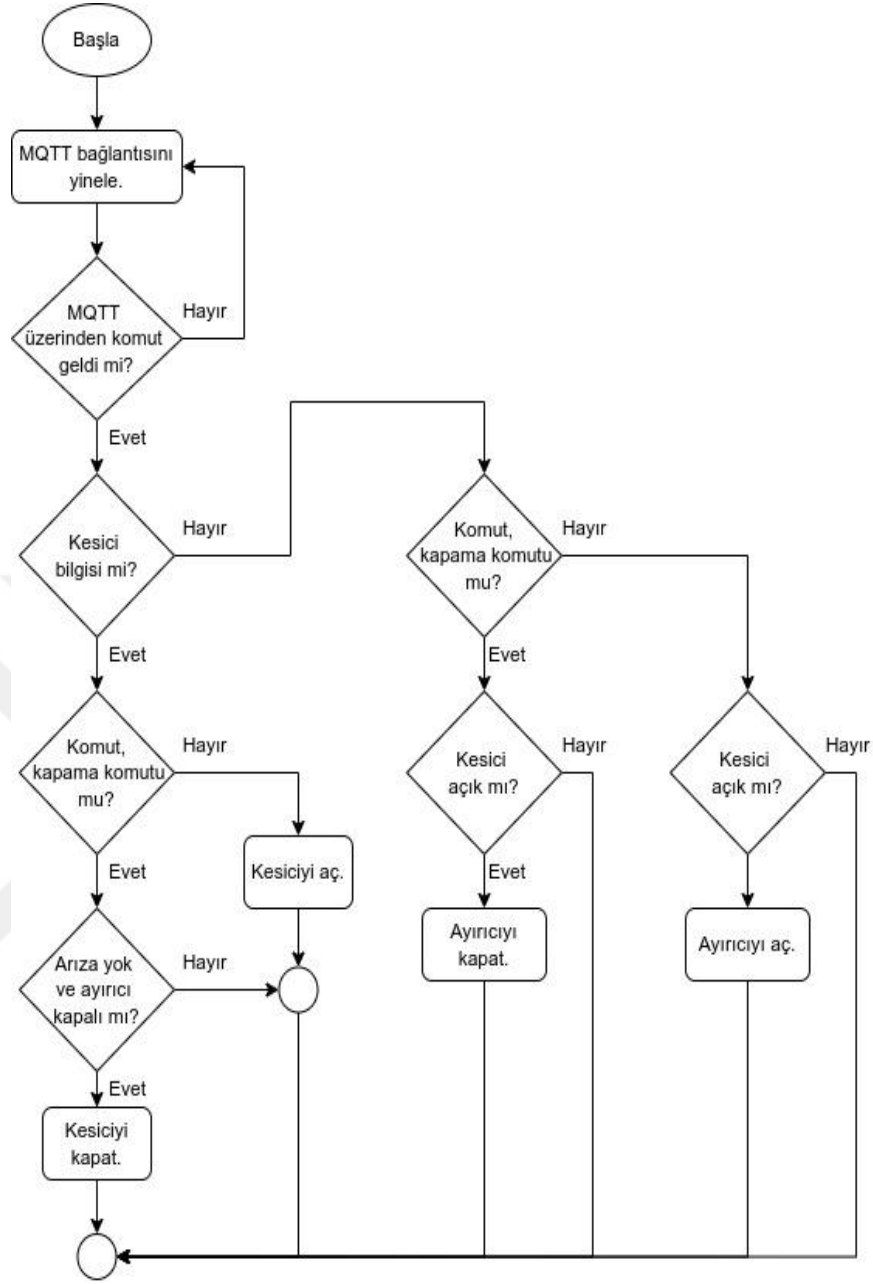 Başla
MQTT bağlantısını
yinele.
MQTT
üzerinden komut
geldi mi?
Hayır
Evet
Kesici
bilgisi mi?
Hayır
Komut,
kapama komutu
mu?
Hayır
Evet
Evet
Komut,
kapama komutu
mu?
Hayır
Kesici
açık mı?
Hayır
Kesici
açık mı?
Hayır
Evet
Kesiciyi aç.
Evet
Arıza yok
ve ayırıcı
kapalı mı?
Hayır
Ayırıcıyı
kapat.
Ayırıcıyı aç.
Evet
Kesiciyi
kapat.